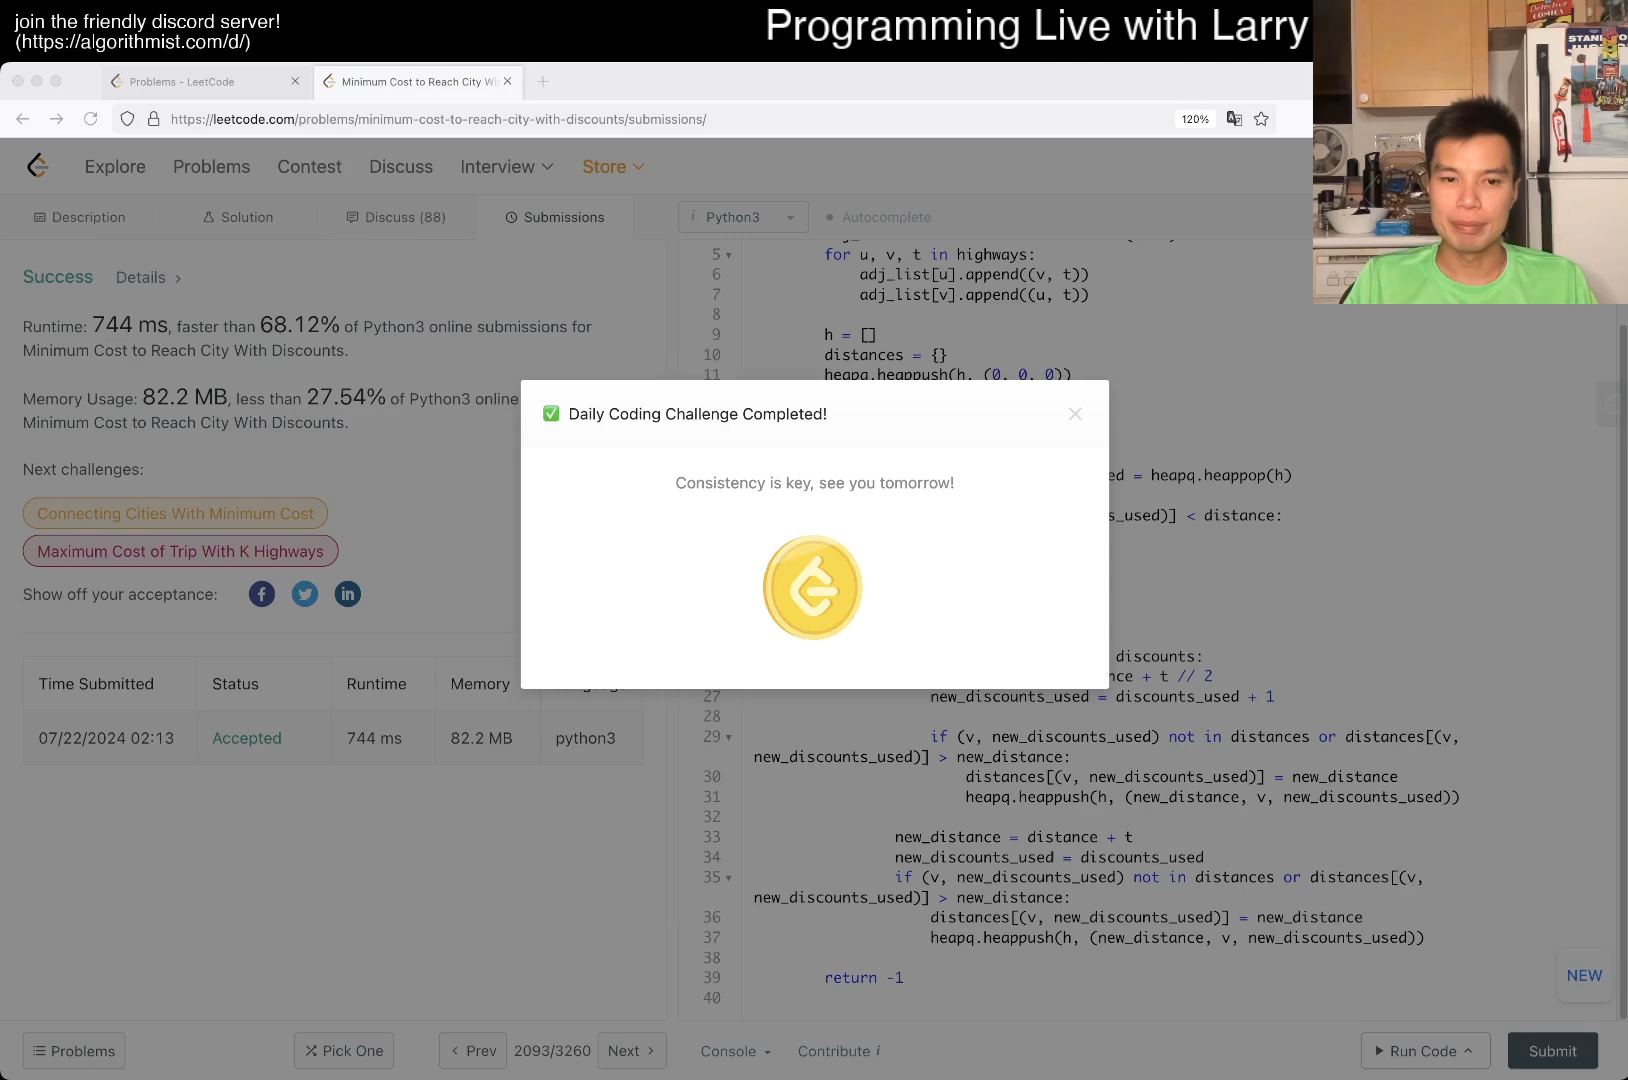 join the friendly discord server!
(https://algorithmist.com/d/)
Programming Live with Larry
Problems - LeetCode
Minimum Cost to Reach City Wi
https://leetcode.com/problems/minimum-cost-to-reach-city-with-discounts/submissions/
120%
Explore
Problems
Contest
Discuss
Interview
Store
Description
Solution
Discuss (88)
Submissions
i Python3
Autocomplete
Success
Details
Runtime: 744 ms, faster than 68.12% of Python3 online submissions for
Minimum Cost to Reach City With Discounts.
Memory Usage: 82.2 MB, less than 27.54% of Python3 online
Minimum Cost to Reach City With Discounts.
Next challenges:
Connecting Cities With Minimum Cost
Maximum Cost of Trip With K Highways
Show off your acceptance:
Time Submitted
Status
Runtime
Memory
07/22/2024 02:13
Accepted
744 ms
82.2 MB
python3
5 for u, v, t in highways:
6 adj_list[u].append((v, t))
7 adj_list[v].append((u, t))
8
9 h = []
10 distances = {}
11 heapq.heappush(h, (0, 0, 0))
ed = heapq.heappop(h)
s_used)] < distance:
Daily Coding Challenge Completed!
Consistency is key, see you tomorrow!
discounts:
nce + t // 2
27 new_discounts_used = discounts_used + 1
28
29 if (v, new_discounts_used) not in distances or distances[(v,
new_discounts_used)] > new_distance:
30 distances[(v, new_discounts_used)] = new_distance
31 heapq.heappush(h, (new_distance, v, new_discounts_used))
32
33 new_distance = distance + t
34 new_discounts_used = discounts_used
35 if (v, new_discounts_used) not in distances or distances[(v,
new_discounts_used)] > new_distance:
36 distances[(v, new_discounts_used)] = new_distance
37 heapq.heappush(h, (new_distance, v, new_discounts_used))
38
39 return -1
40
NEW
Problems
Pick One
Prev
2093/3260
Next
Console
Contribute i
Run Code
Submit